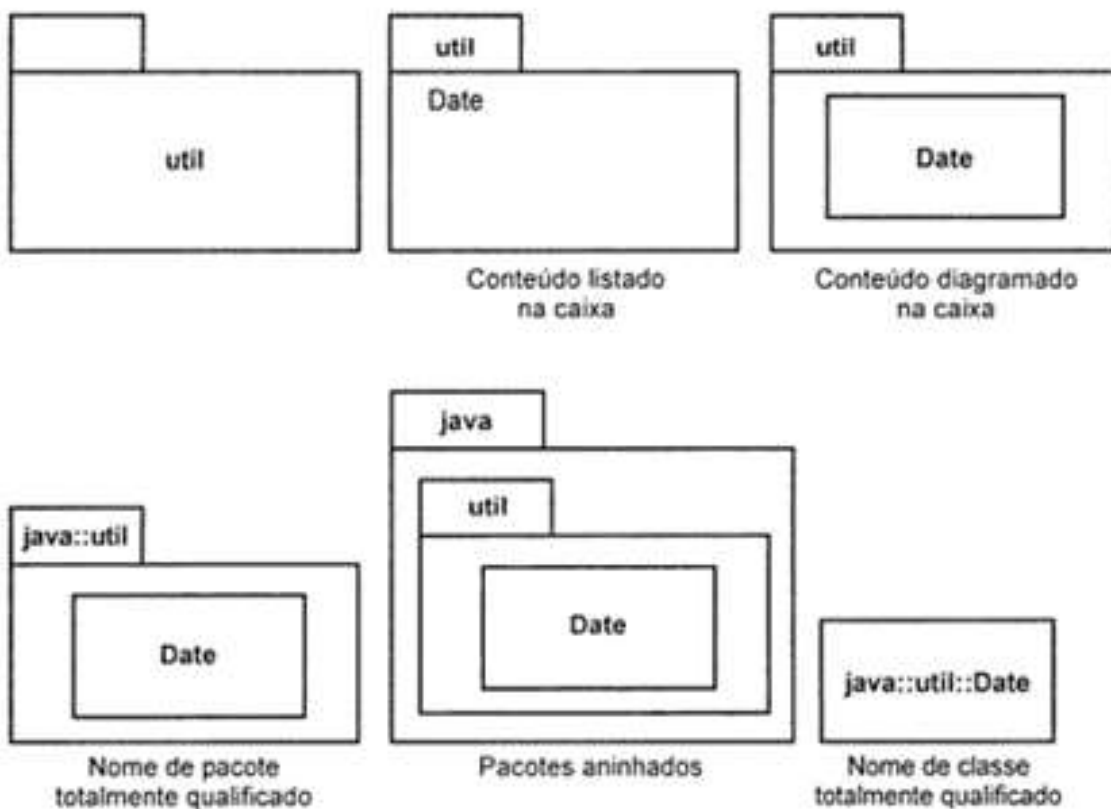 util
util
Date
util
Date
Conteúdo listado
na caixa
Conteúdo diagramado
na caixa
java::util
Date
Nome de pacote
totalmente qualificado
java
util
Date
Pacotes aninhados
java::util::Date
Nome de classe
totalmente qualificado